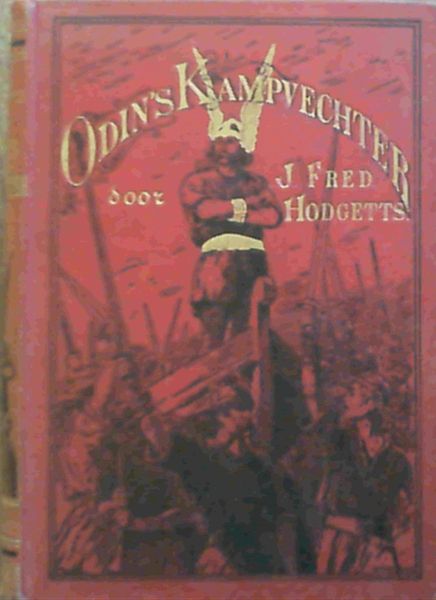 ODIN'S KAMPVECHTER
door
J. FRED
HODGETTS.